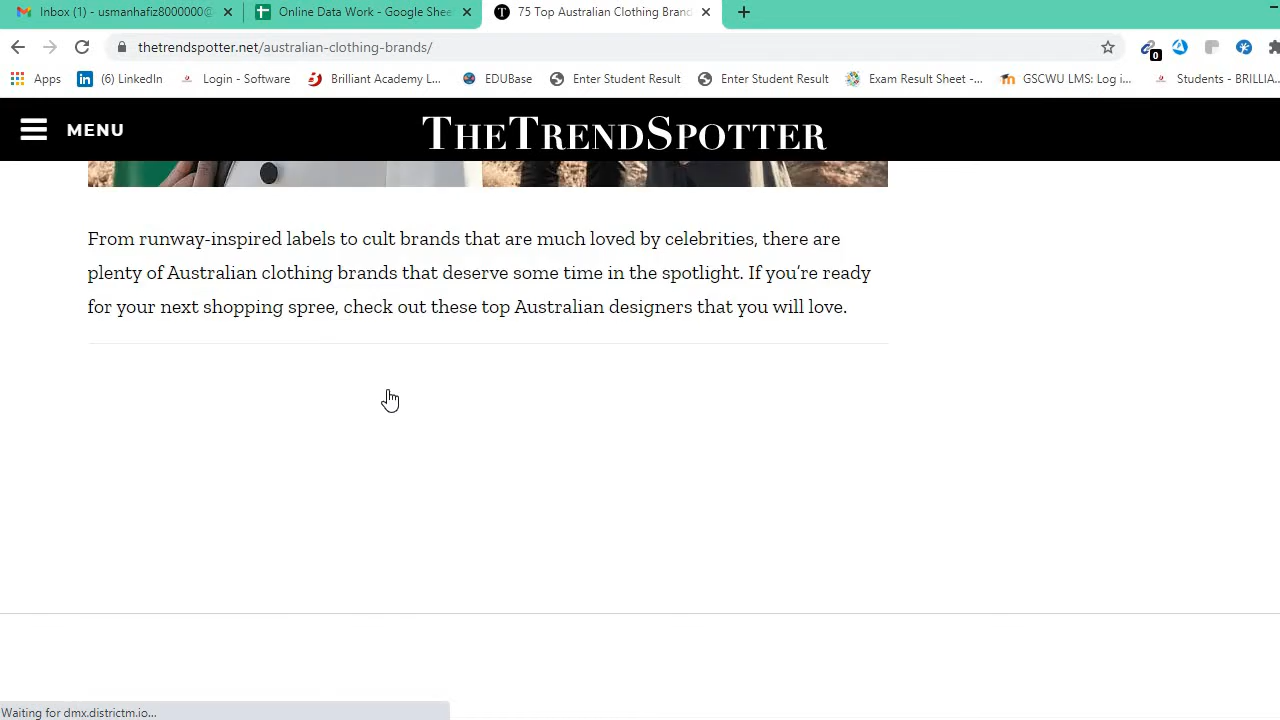 Inbox (1) - usmanhafiz8000000@
Online Data Work - Google Shee
75 Top Australian Clothing Brand
thetrendspotter.net/australian-clothing-brands/
0
Apps
(6) LinkedIn
Login - Software
Brilliant Academy L...
EDUBase
Enter Student Result
Enter Student Result
Exam Result Sheet -...
GSCWU LMS: Log i...
Students - BRILLIA...
MENU
THETRENDSPOTTER
From runway-inspired labels to cult brands that are much loved by celebrities, there are
plenty of Australian clothing brands that deserve some time in the spotlight. If you’re ready
for your next shopping spree, check out these top Australian designers that you will love.
Waiting for dmx.districtm.io...